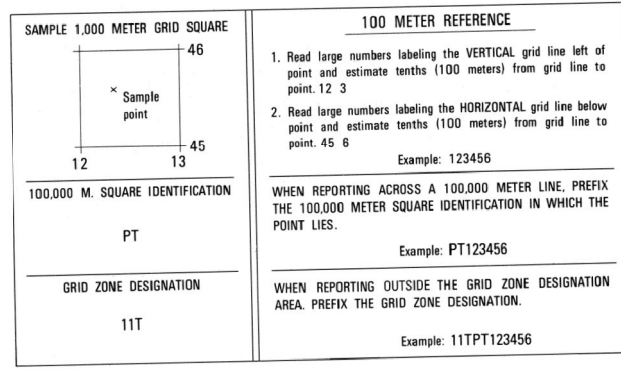 SAMPLE 1,000 METER GRID SQUARE
46
× Sample
point
45
12 13
100,000 M. SQUARE IDENTIFICATION
PT
GRID ZONE DESIGNATION
11T
100 METER REFERENCE
1. Read large numbers labeling the VERTICAL grid line left of
point and estimate tenths (100 meters) from grid line to
point. 12 3
2. Read large numbers labeling the HORIZONTAL grid line below
point and estimate tenths (100 meters) from grid line to
point. 45 6
Example: 123456
WHEN REPORTING ACROSS A 100,000 METER LINE, PREFIX
THE 100,000 METER SQUARE IDENTIFICATION IN WHICH THE
POINT LIES.
Example: PT123456
WHEN REPORTING OUTSIDE THE GRID ZONE DESIGNATION
AREA. PREFIX THE GRID ZONE DESIGNATION.
Example: 11TPT123456